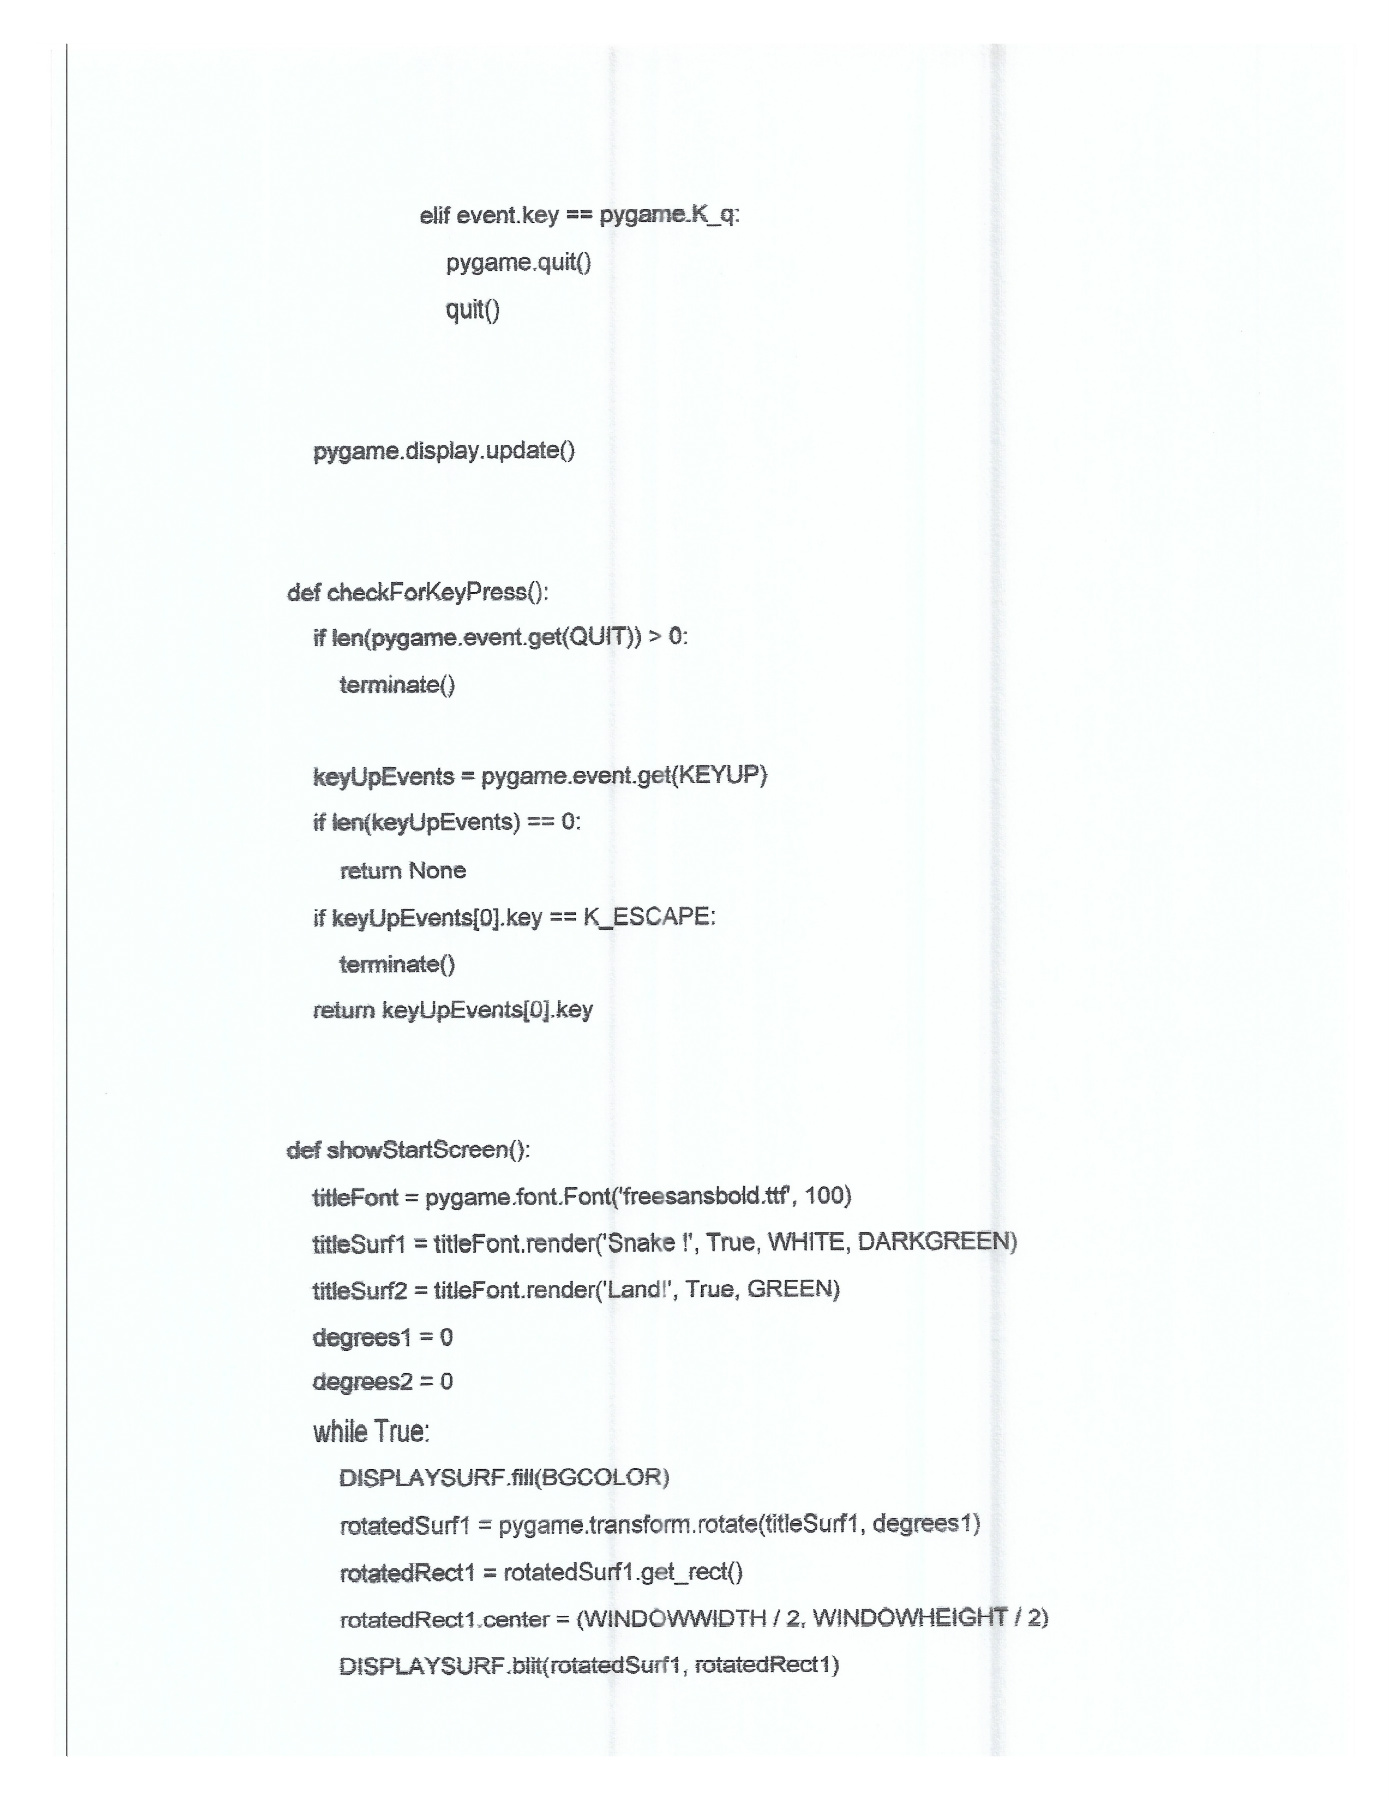 elif event.key == pygame.K_q:
pygame.quit()
quit()
pygame.display.update()
def checkForKeyPress():
if len(pygame.event.get(QUIT)) > 0:
terminate()
keyUpEvents = pygame.event.get(KEYUP)
if len(keyUpEvents) == 0:
return None
if keyUpEvents[0].key == K_ESCAPE:
terminate()
return keyUpEvents[0].key
def showStartScreen():
titleFont = pygame.font.Font('freesansbold.ttf', 100)
titleSurf1 = titleFont.render('Snake !', True, WHITE, DARKGREEN)
titleSurf2 = titleFont.render('Land!', True, GREEN)
degrees1 = 0
degrees2 = 0
while True:
DISPLAYSURF.fill(BGCOLOR)
rotatedSurf1 = pygame.transform.rotate(titleSurf1, degrees1)
rotatedRect1 = rotatedSurf1.get_rect()
rotatedRect1.center = (WINDOWWIDTH / 2, WINDOWHEIGHT / 2)
DISPLAYSURF.blit(rotatedSurf1, rotatedRect1)